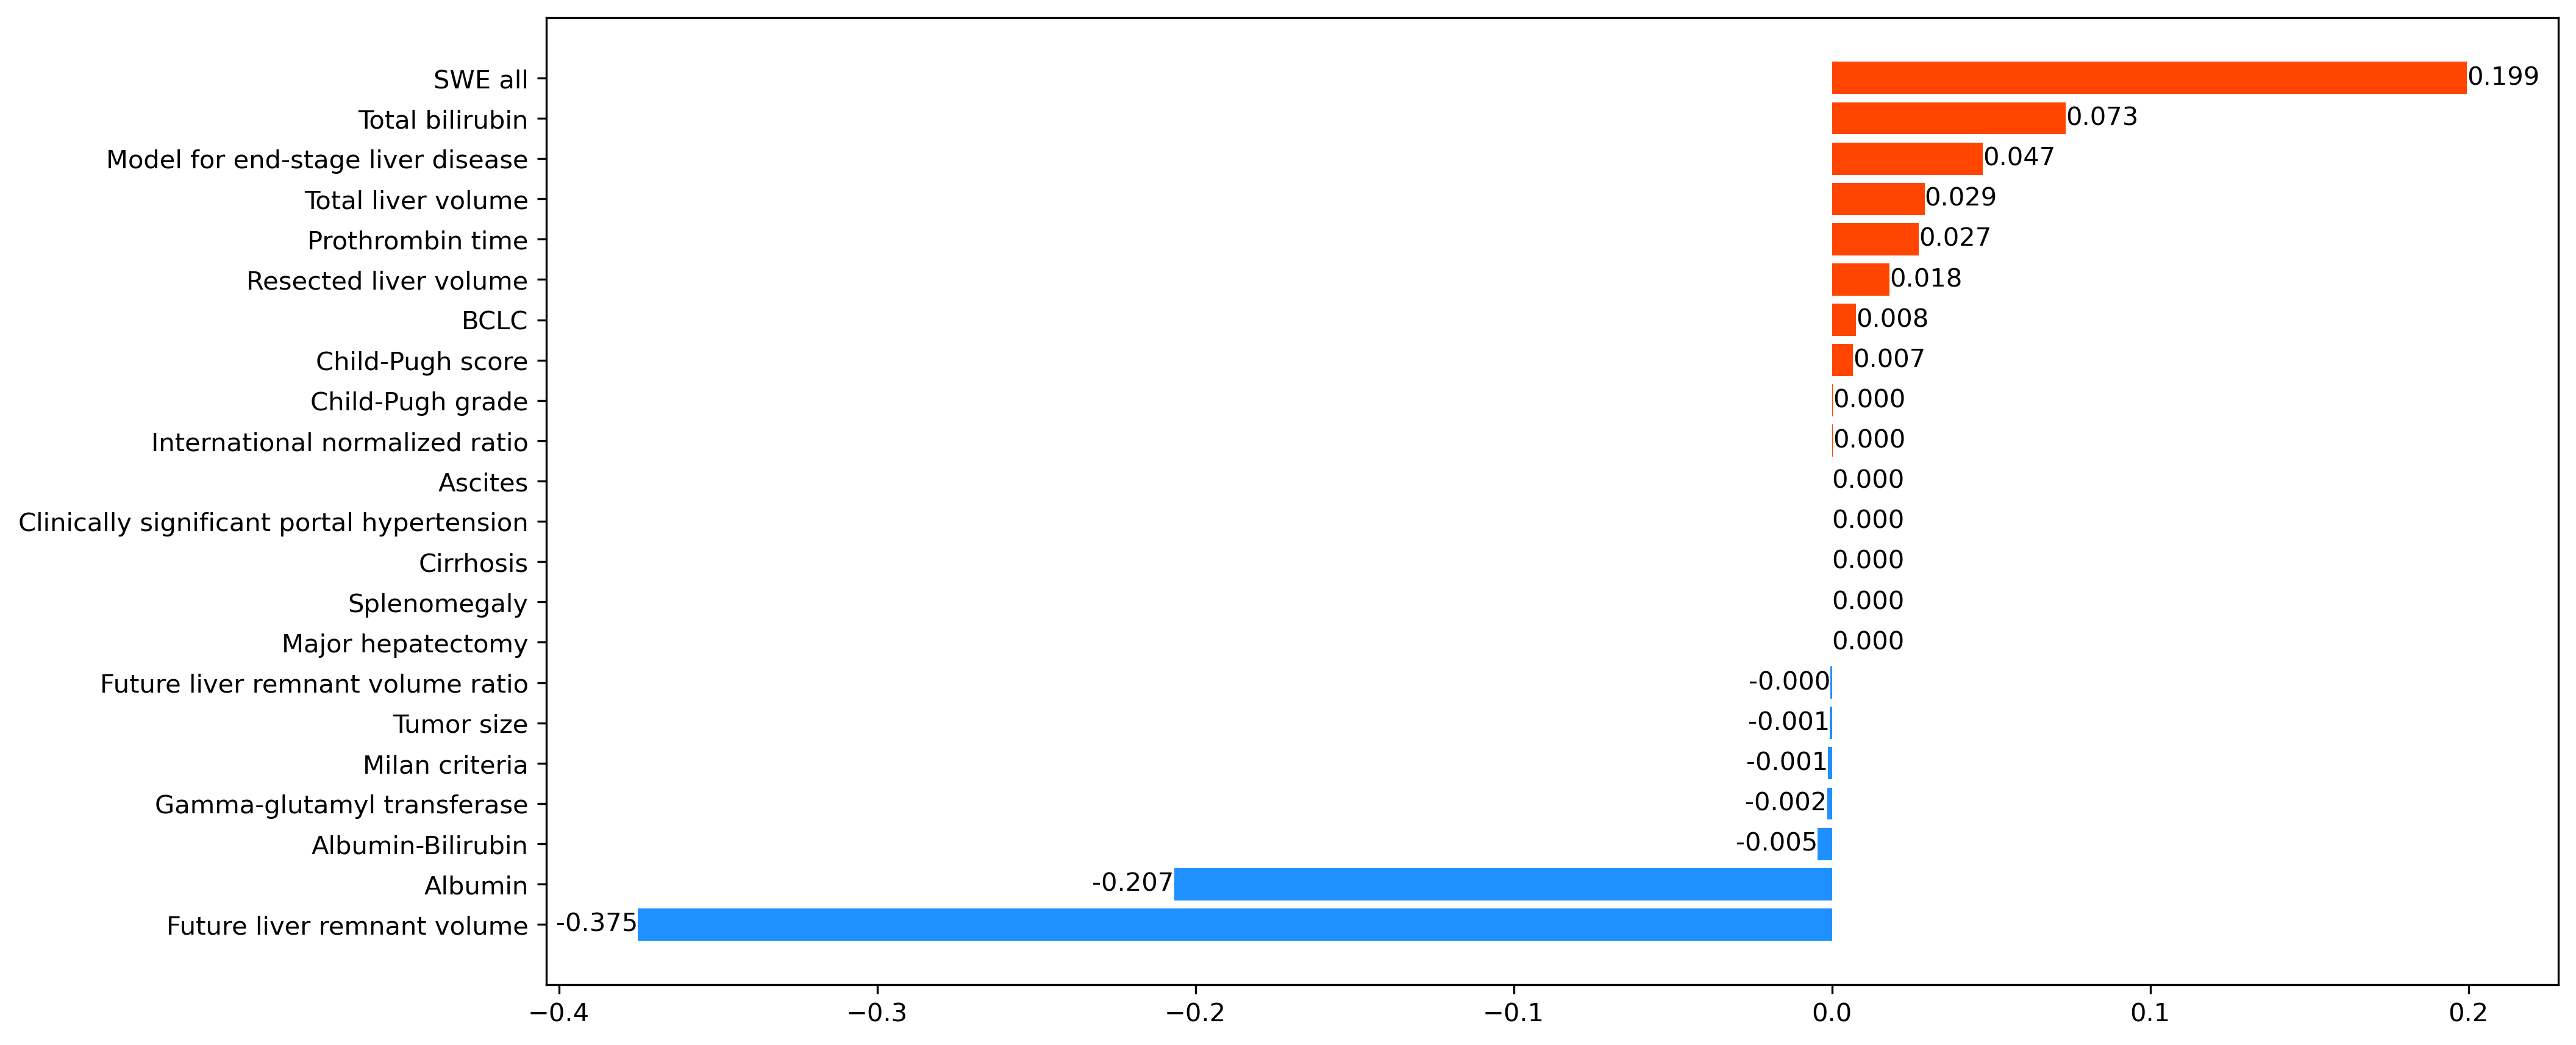 SWE all 0.199
Total bilirubin 0.073
Model for end-stage liver disease 0.047
Total liver volume 0.029
Prothrombin time 0.027
Resected liver volume 0.018
BCLC 0.008
Child-Pugh score 0.007
Child-Pugh grade 0.000
International normalized ratio 0.000
Ascites 0.000
Clinically significant portal hypertension 0.000
Cirrhosis 0.000
Splenomegaly 0.000
Major hepatectomy 0.000
Future liver remnant volume ratio -0.000
Tumor size -0.001
Milan criteria -0.001
Gamma-glutamyl transferase -0.002
Albumin-Bilirubin -0.005
Albumin -0.207
Future liver remnant volume -0.375
−0.4 −0.3 −0.2 −0.1 0.0 0.1 0.2